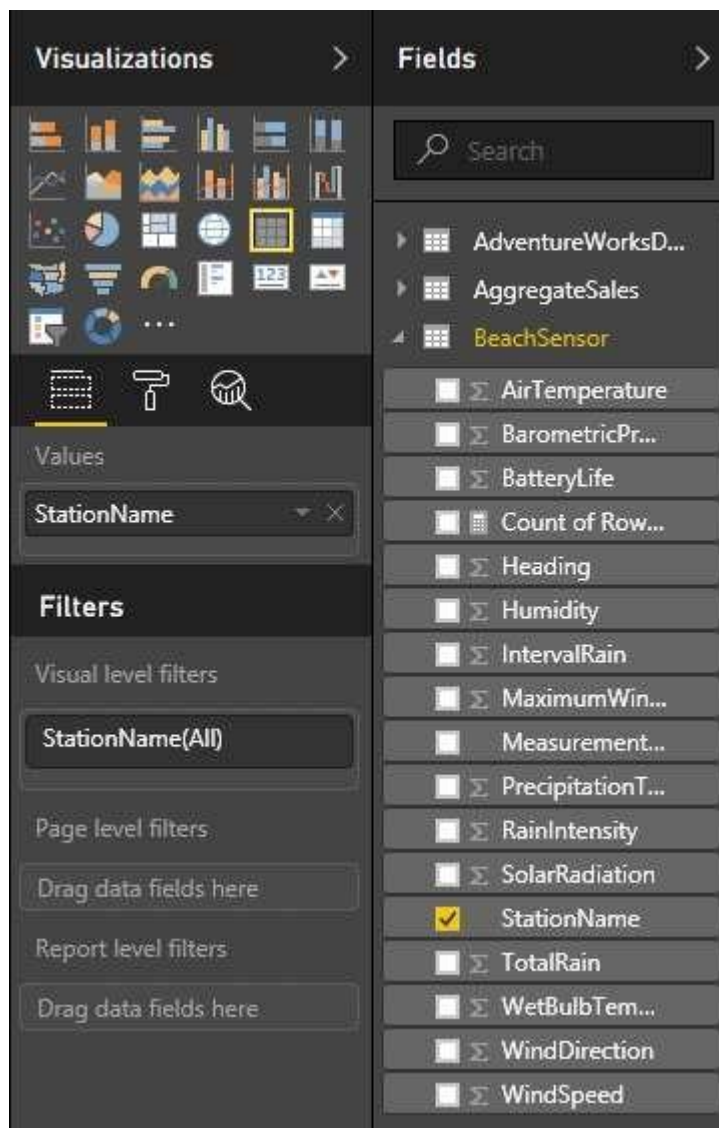 Visualizations
123
Values
StationName
Filters
Visual level filters
StationName(All)
Page level filters
Drag data fields here
Report level filters
Drag data fields here
Fields
Search
AdventureWorksD...
AggregateSales
BeachSensor
Σ AirTemperature
Σ BarometricPr...
Σ BatteryLife
Count of Row...
Σ Heading
Σ Humidity
Σ IntervalRain
Σ MaximumWin...
Measurement...
Σ PrecipitationT...
Σ RainIntensity
Σ SolarRadiation
StationName
Σ TotalRain
Σ WetBulbTem...
Σ WindDirection
Σ WindSpeed